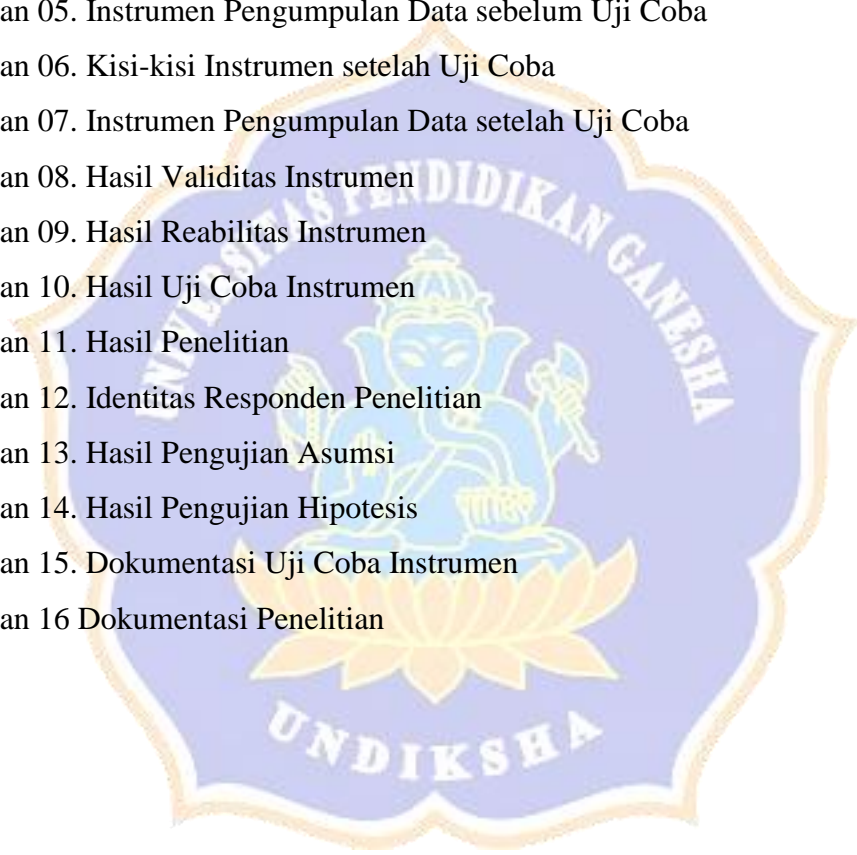 an 05. Instrumen Pengumpulan Data sebelum Uji Coba
an 06. Kisi-kisi Instrumen setelah Uji Coba
an 07. Instrumen Pengumpulan Data setelah Uji Coba
an 08. Hasil Validitas Instrumen
an 09. Hasil Reabilitas Instrumen
an 10. Hasil Uji Coba Instrumen
an 11. Hasil Penelitian
an 12. Identitas Responden Penelitian
an 13. Hasil Pengujian Asumsi
an 14. Hasil Pengujian Hipotesis
an 15. Dokumentasi Uji Coba Instrumen
an 16 Dokumentasi Penelitian
UNIVERSITAS PENDIDIKAN GANESHA
UNDIKSHA